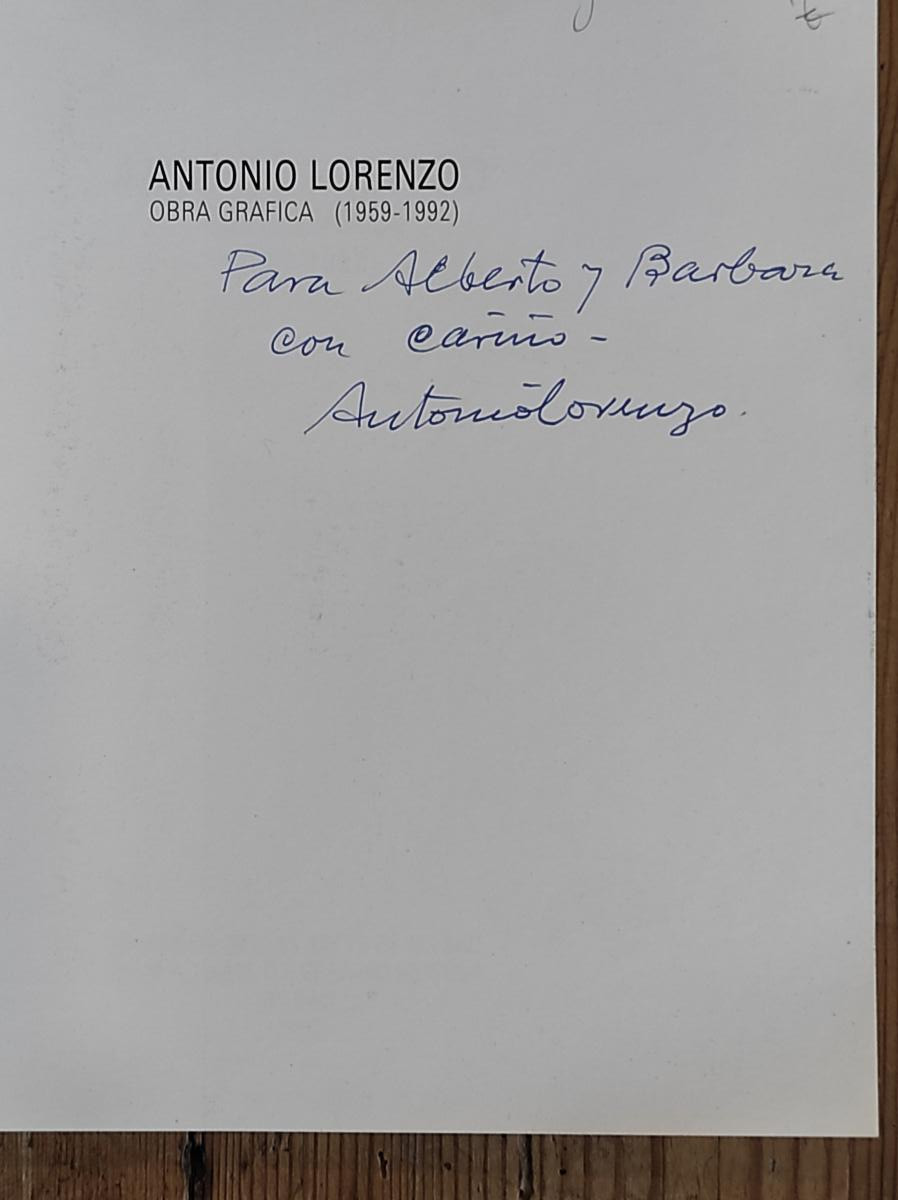 ANTONIO LORENZO
OBRA GRAFICA (1959-1992)
Para Alberto y Barbara
con cariño -
Antonio Lorenzo.